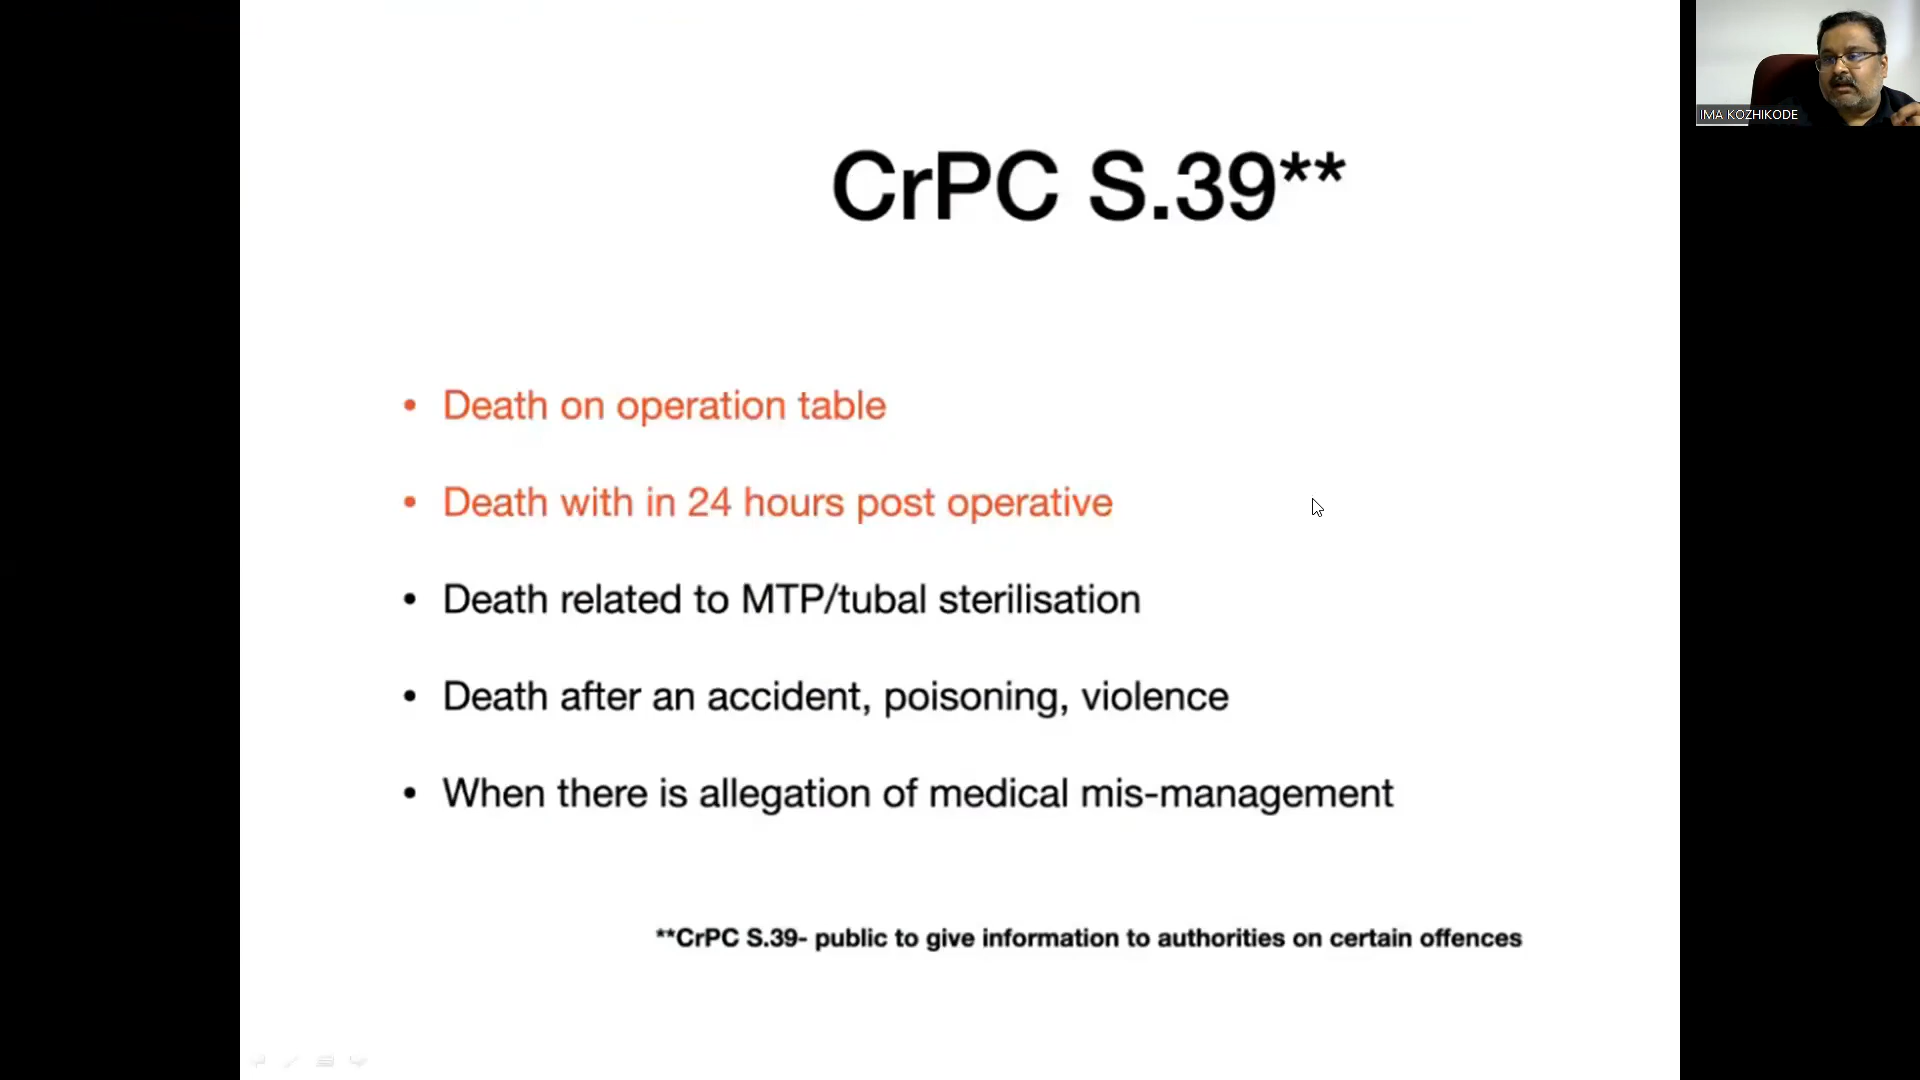 IMA KOZHIKODE
CrPC S.39**
• Death on operation table
• Death with in 24 hours post operative
• Death related to MTP/tubal sterilisation
• Death after an accident, poisoning, violence
• When there is allegation of medical mis-management
**CrPC S.39- public to give information to authorities on certain offences